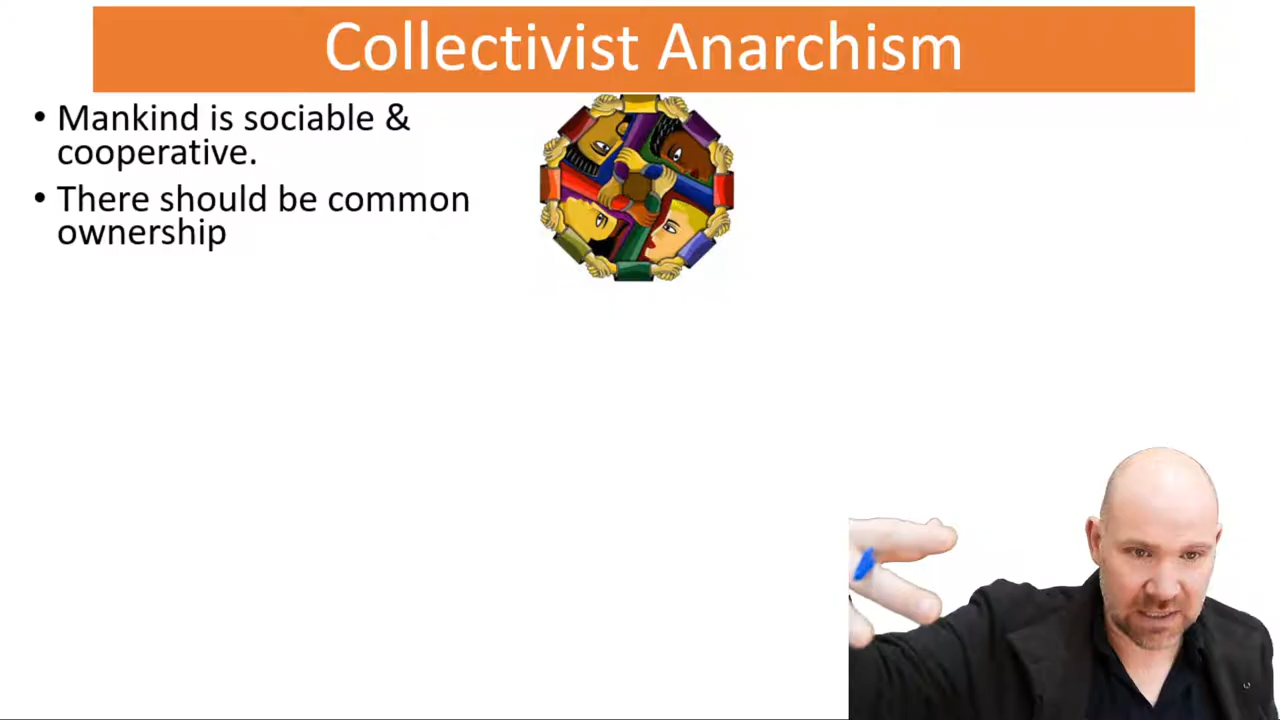 Collectivist Anarchism
• Mankind is sociable &
cooperative.
• There should be common
ownership